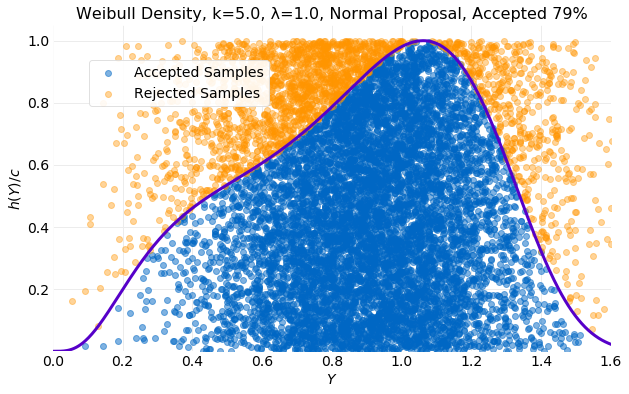 Weibull Density, k=5.0, λ=1.0, Normal Proposal, Accepted 79%
1.0
0.8
0.6
0.4
0.2
h(Y)/c
Accepted Samples
Rejected Samples
0.0 0.2 0.4 0.6 0.8 1.0 1.2 1.4 1.6
Y